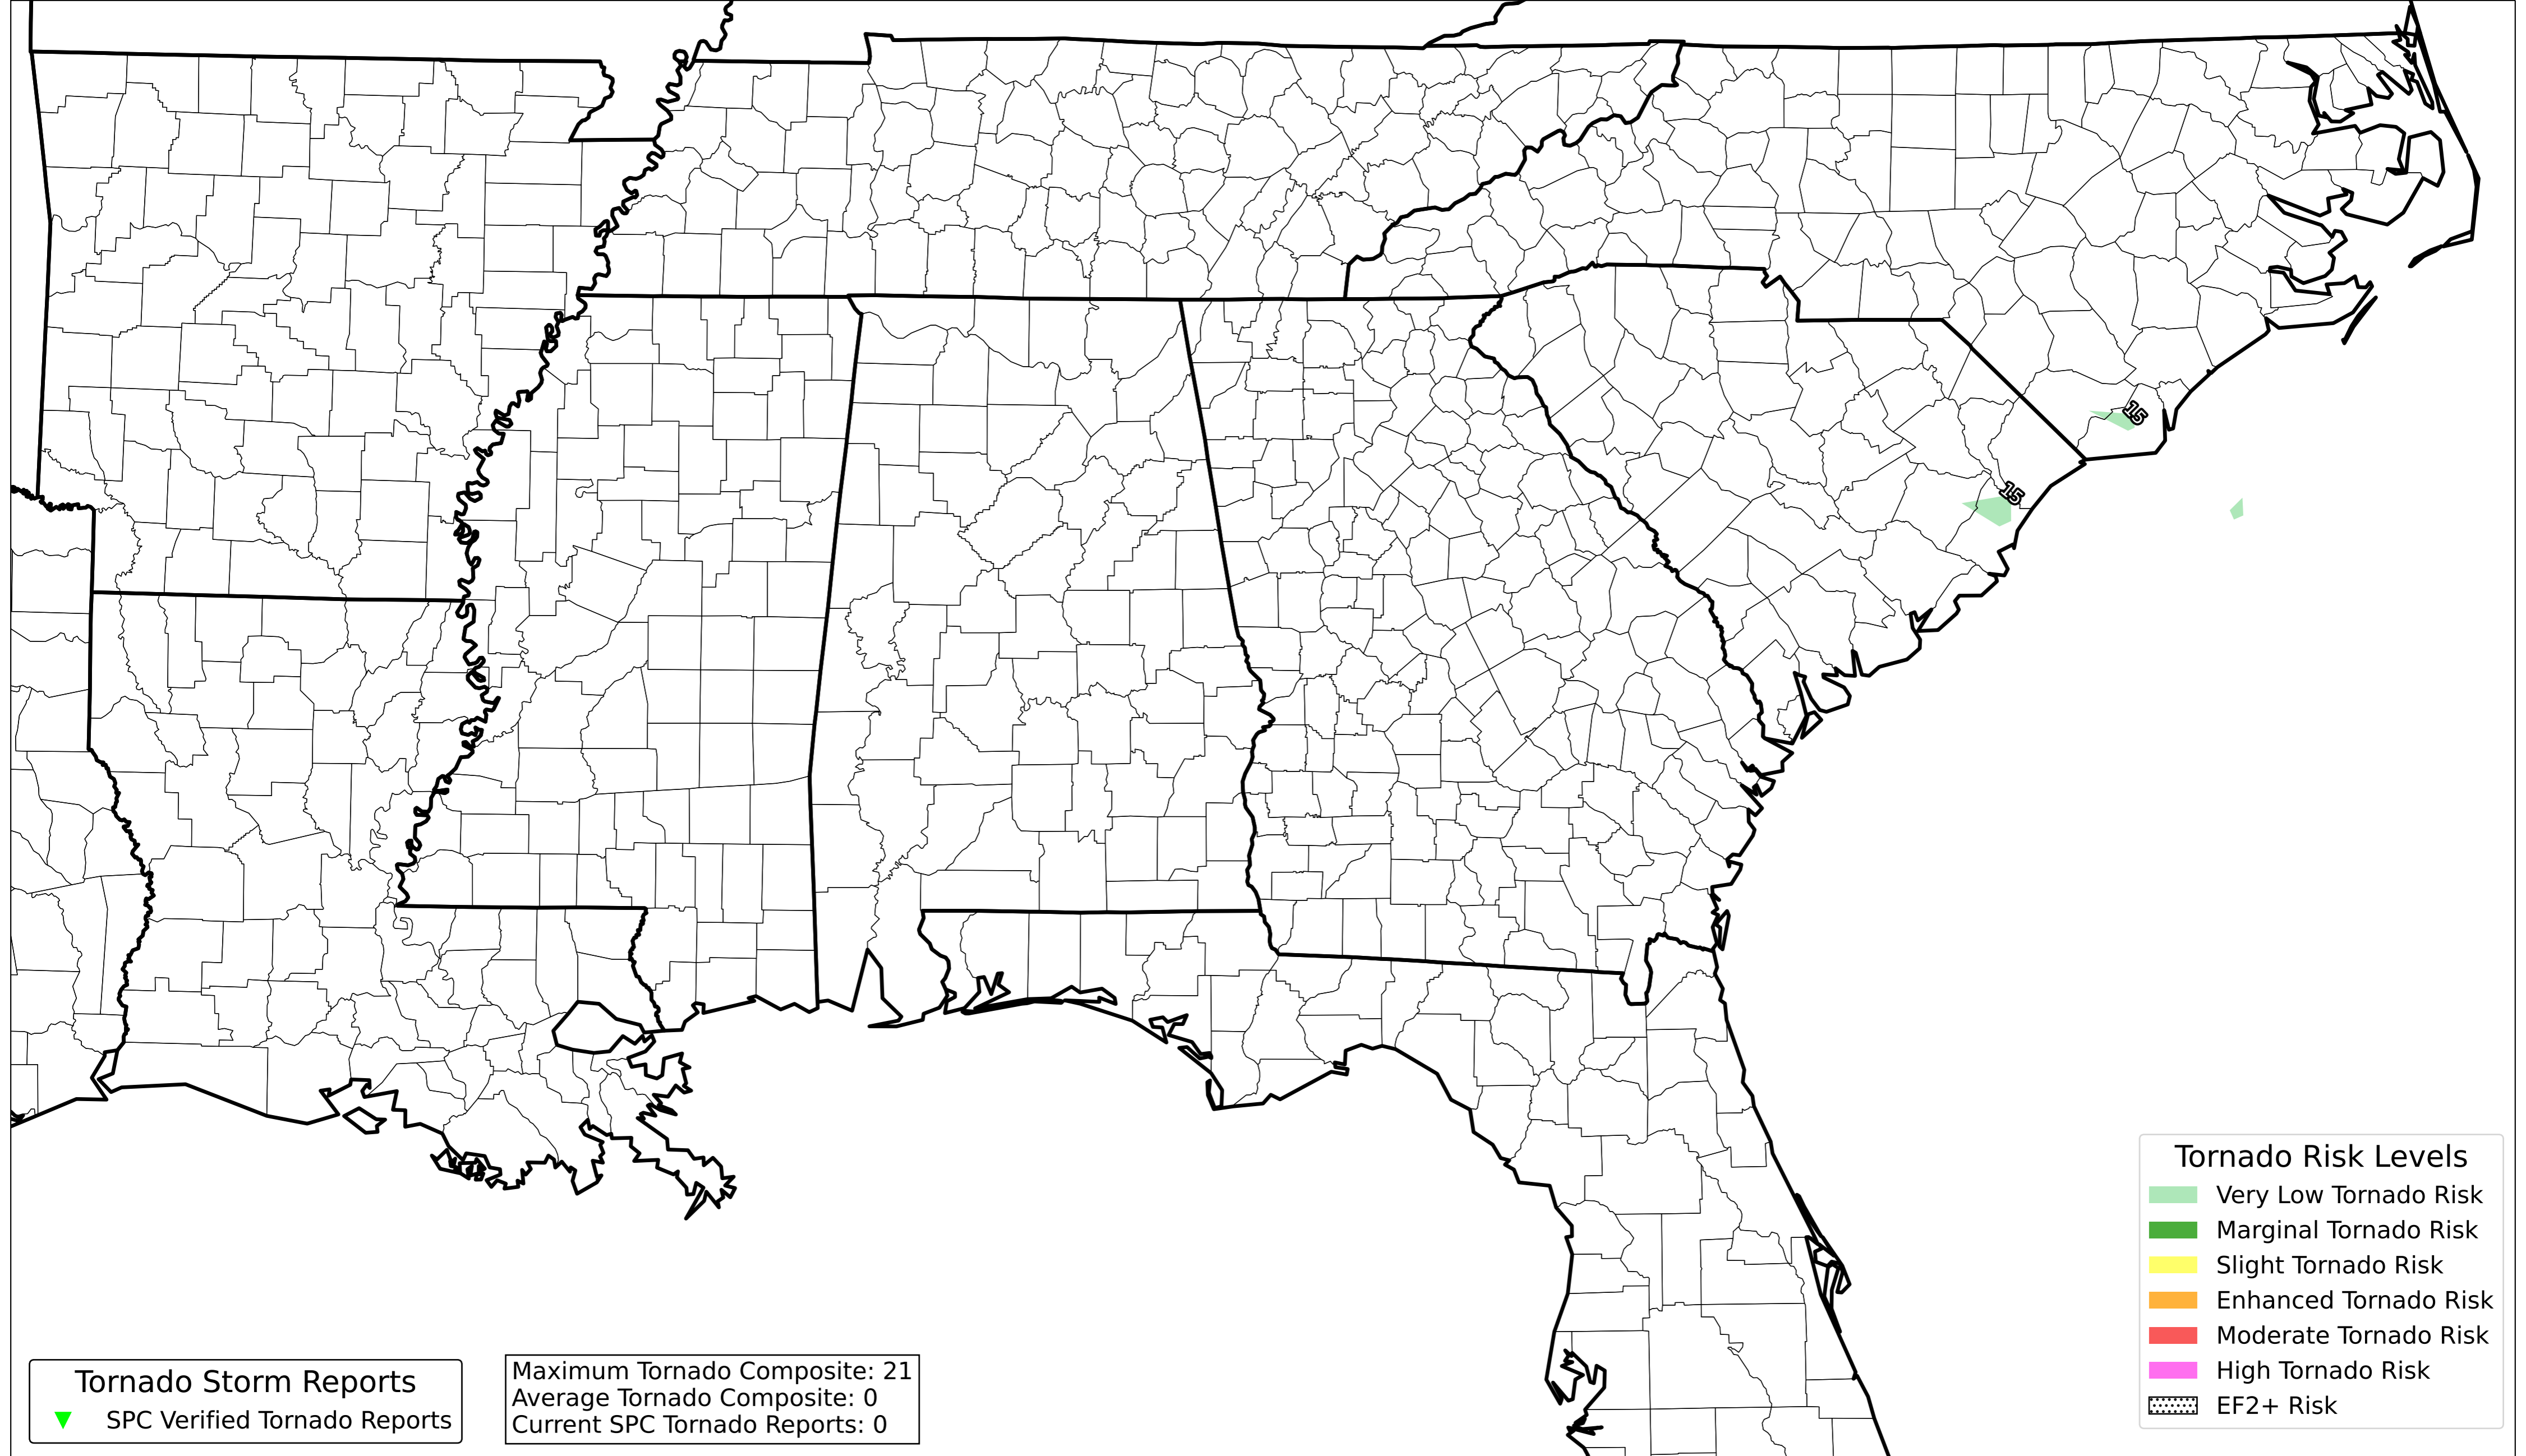 15
15
Tornado Risk Levels
Very Low Tornado Risk
Marginal Tornado Risk
Slight Tornado Risk
Enhanced Tornado Risk
Moderate Tornado Risk
High Tornado Risk
EF2+ Risk
Tornado Storm Reports
SPC Verified Tornado Reports
Maximum Tornado Composite: 21
Average Tornado Composite: 0
Current SPC Tornado Reports: 0